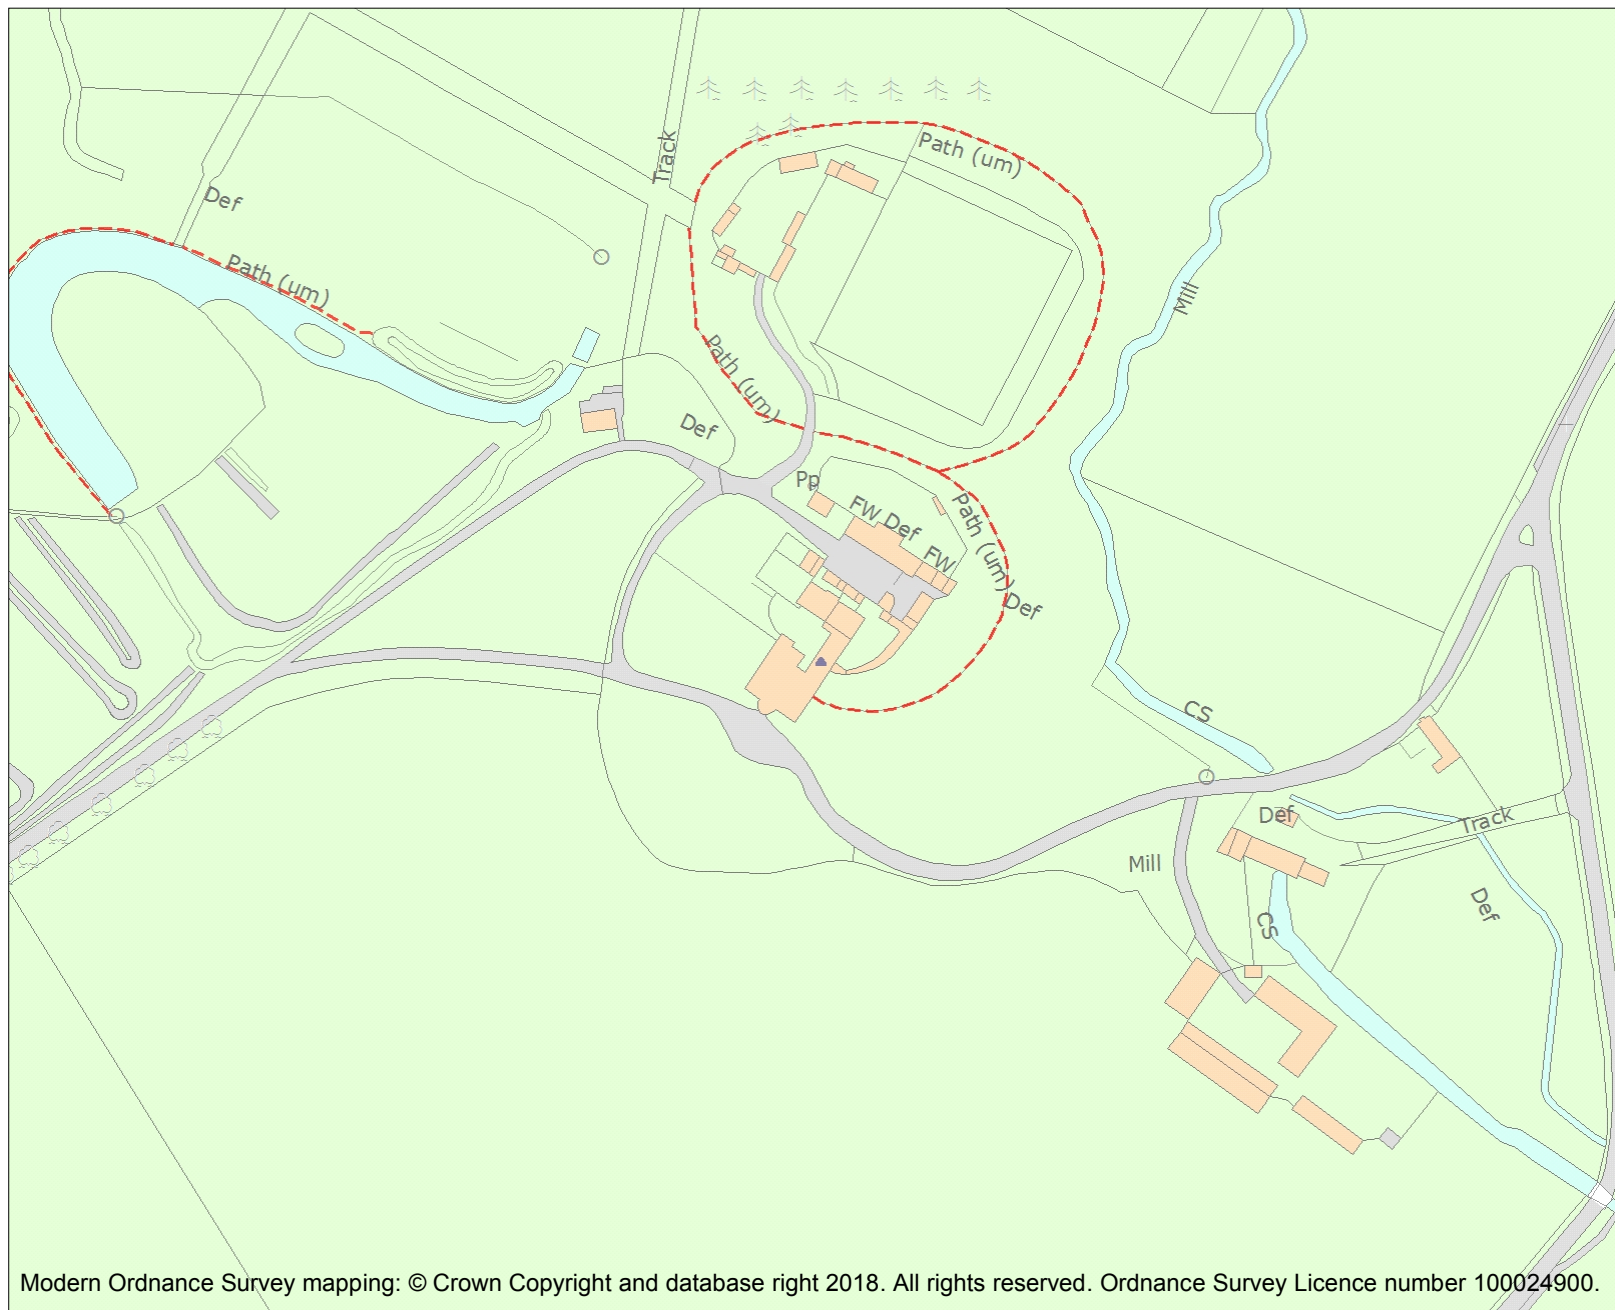 Track
Path (um)
Def
Path (um)
Mill
Path (um)
Def
Pp
FW
Def
FW
Path (um)
Def
CS
Def
Track
Mill
Def
CS
Modern Ordnance Survey mapping: © Crown Copyright and database right 2018. All rights reserved. Ordnance Survey Licence number 100024900.